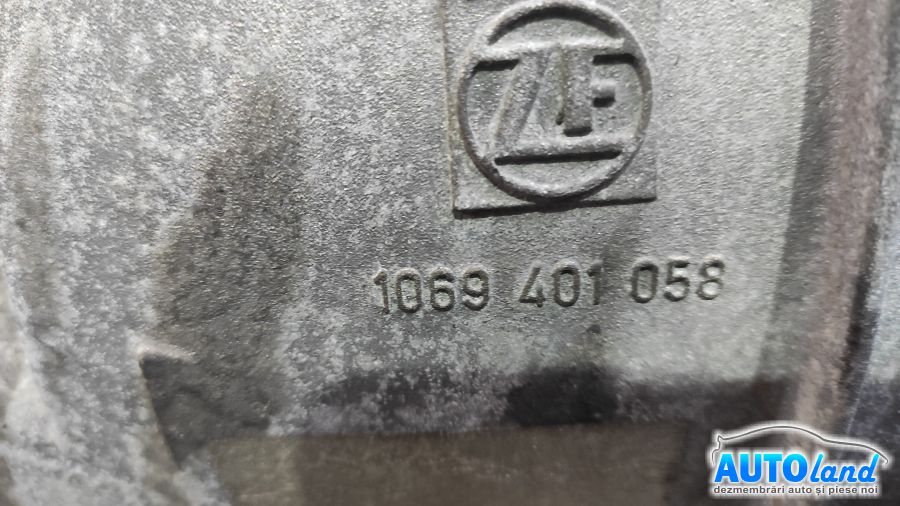 ZF
1069 401 058
AUTOland
dezmembrări auto și piese noi